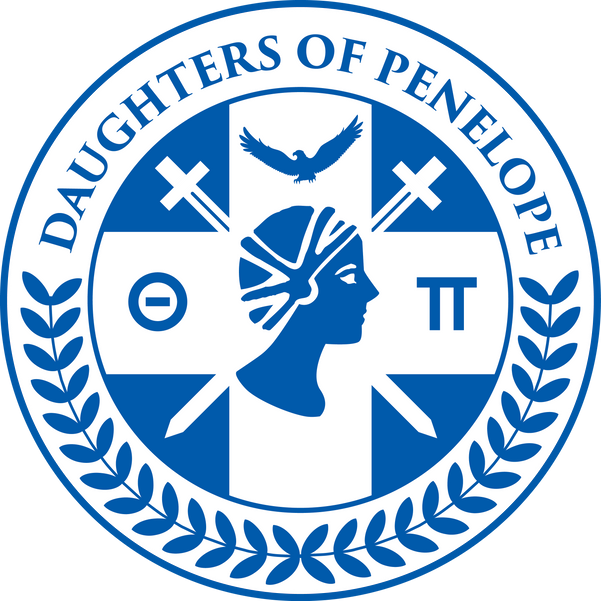 DAUGHTERS OF PENELOPE
Θ Π